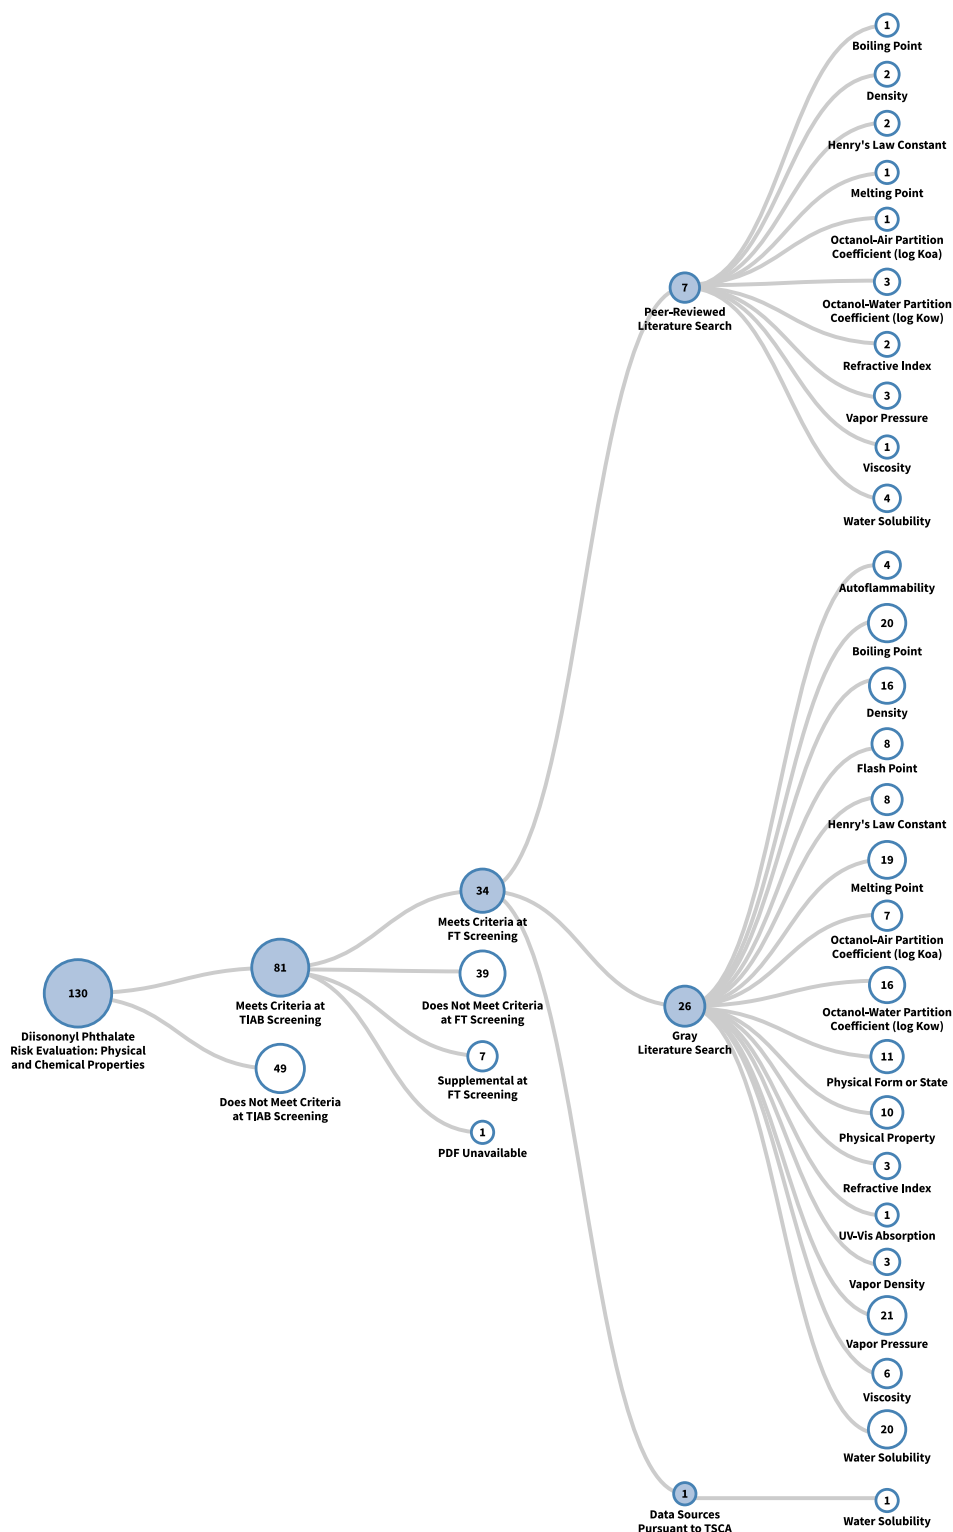 130
Diisononyl Phthalate
Risk Evaluation: Physical
and Chemical Properties
81
Meets Criteria at
TIAB Screening
49
Does Not Meet Criteria
at TIAB Screening
34
Meets Criteria at
FT Screening
39
Does Not Meet Criteria
at FT Screening
7
Supplemental at
FT Screening
1
PDF Unavailable
7
Peer-Reviewed
Literature Search
26
Gray
Literature Search
1
Data Sources
Pursuant to TSCA
1
Boiling Point
2
Density
2
Henry's Law Constant
1
Melting Point
1
Octanol-Air Partition
Coefficient (log Koa)
3
Octanol-Water Partition
Coefficient (log Kow)
2
Refractive Index
3
Vapor Pressure
1
Viscosity
4
Water Solubility
4
Autoflammability
20
Boiling Point
16
Density
8
Flash Point
8
Henry's Law Constant
19
Melting Point
7
Octanol-Air Partition
Coefficient (log Koa)
16
Octanol-Water Partition
Coefficient (log Kow)
11
Physical Form or State
10
Physical Property
3
Refractive Index
1
UV-Vis Absorption
3
Vapor Density
21
Vapor Pressure
6
Viscosity
20
Water Solubility
1
Water Solubility